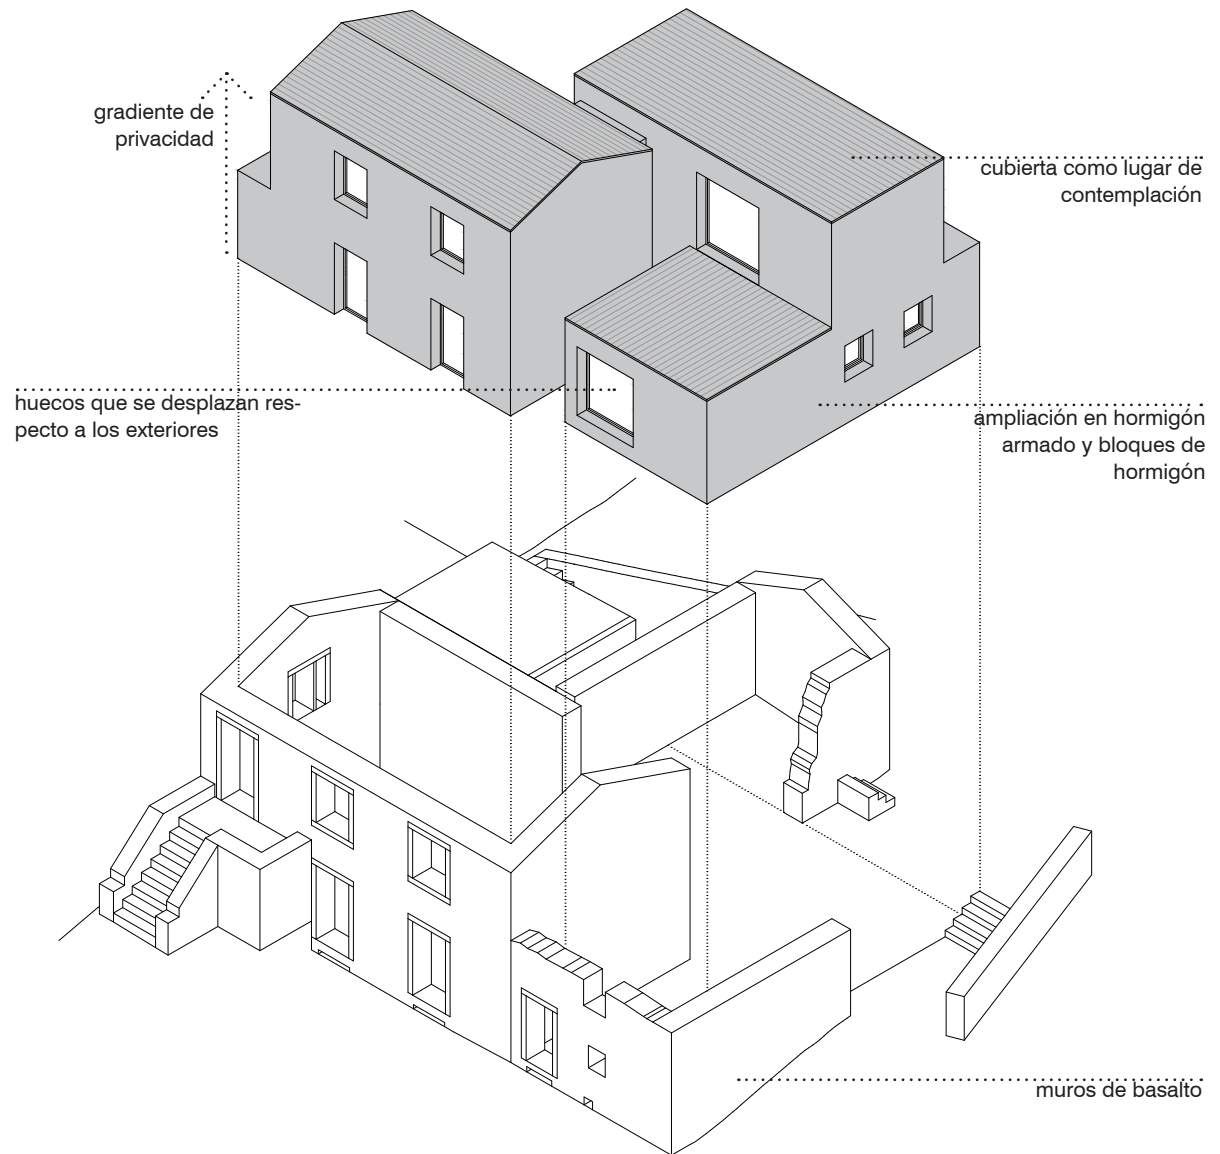 gradiente de
privacidad
cubierta como lugar de
contemplación
huecos que se desplazan res-
pecto a los exteriores
ampliación en hormigón
armado y bloques de
hormigón
muros de basalto